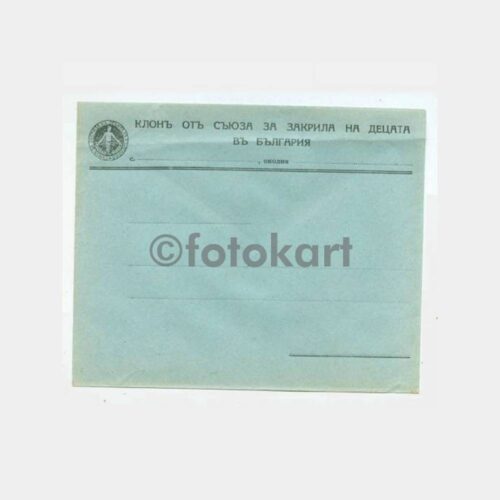 КЛОНЪ ОТЪ СЪЮЗА ЗА ЗАКРИЛА НА ДЕЦАТА
ВЪ БЪЛГАРИЯ
с. , околия
©fotokart